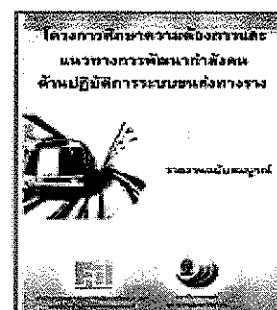 โครงการศึกษาความต้องการและ
แนวทางการพัฒนากำลังคน
ด้านปฏิบัติการระบบขนส่งทางราง
รายงานฉบับสมบูรณ์